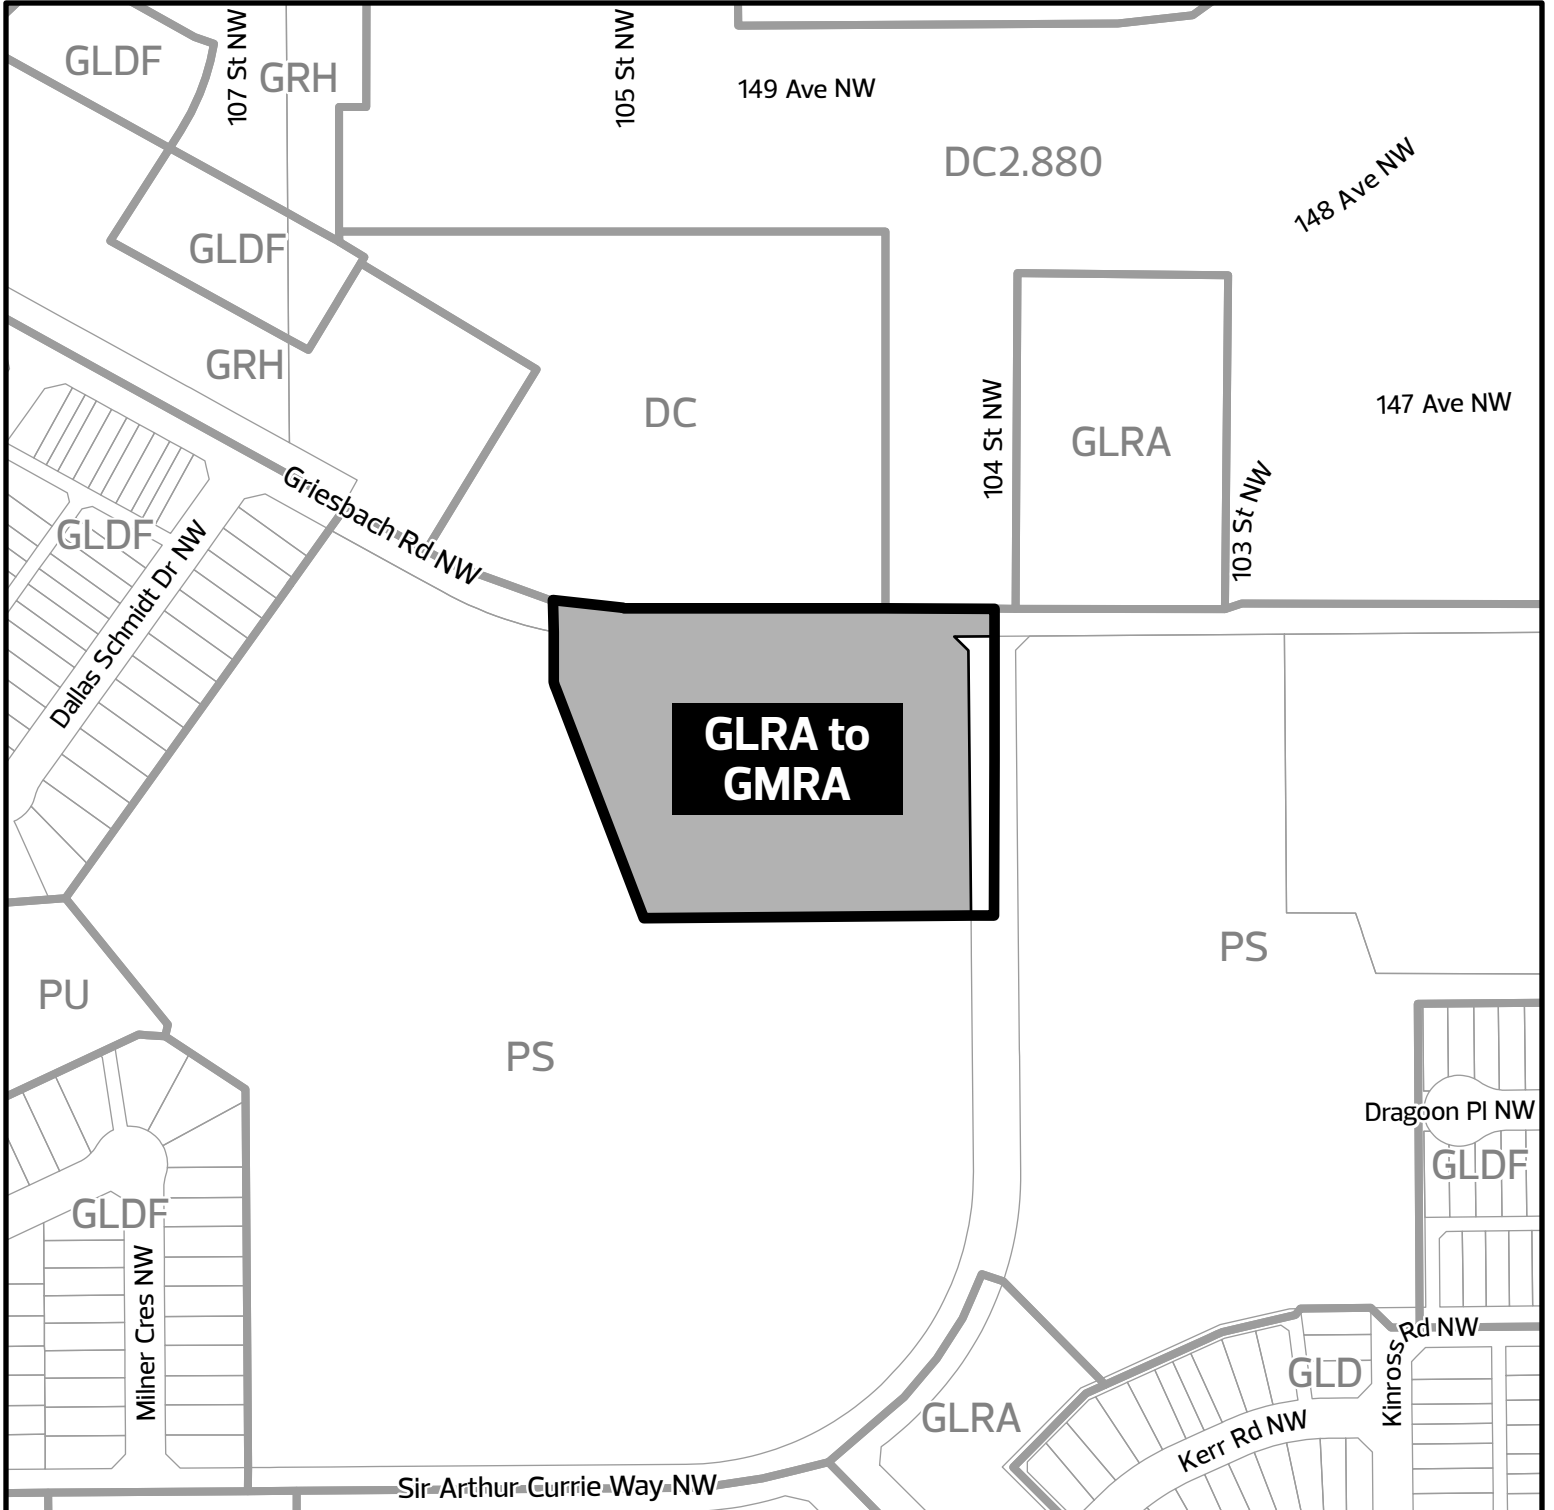 GLDF
107 St NW
GRH
105 St NW
149 Ave NW
DC2.880
148 Ave NW
GLDF
GRH
DC
104 St NW
GLRA
147 Ave NW
103 St NW
Griesbach Rd NW
GLDF
Dallas Schmidt Dr NW
GLRA to
GMRA
PU
PS
PS
Dragoon Pl NW
GLDF
GLDF
Milner Cres NW
Kinross Rd NW
GLD
GLRA
Kerr Rd NW
Sir Arthur Currie Way NW